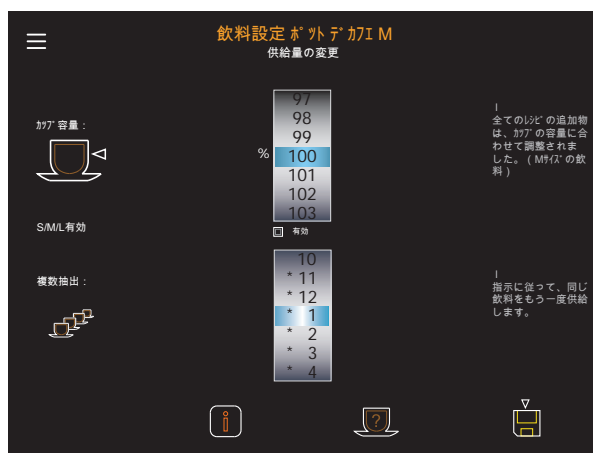 飲料設定 ﾎﾟｯﾄ ﾃﾞｶﾌｪ M
供給量の変更
ｶｯﾌﾟ容量：
%
97
98
99
100
101
102
103
全てのﾚｼﾋﾟの追加物
は、ｶｯﾌﾟの容量に合
わせて調整されま
した。(Mｻｲｽﾞの飲
料)
S/M/L有効
有効
複数抽出：
10
* 11
* 12
* 1
* 2
* 3
* 4
指示に従って、同じ
飲料をもう一度供給
します。
i
?